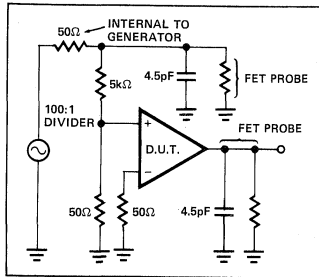 50Ω
INTERNAL TO
GENERATOR
5kΩ
4.5pF
FET PROBE
100:1
DIVIDER
+
D.U.T.
−
FET PROBE
50Ω
50Ω
4.5pF